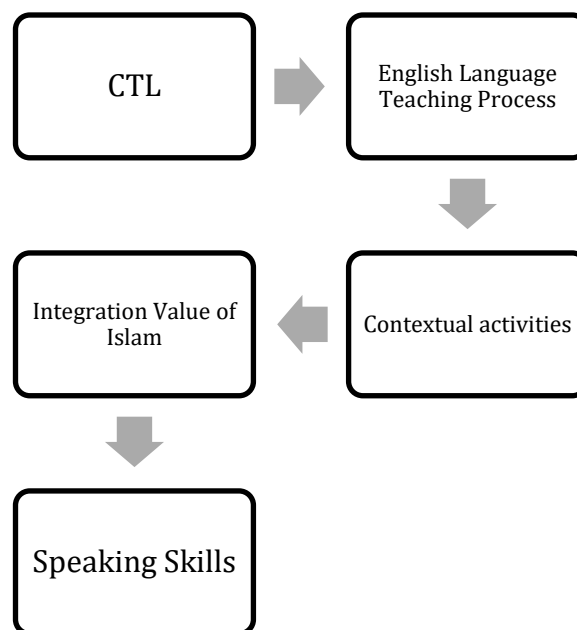 CTL
English Language
Teaching Process
Contextual activities
Integration Value of
Islam
Speaking Skills